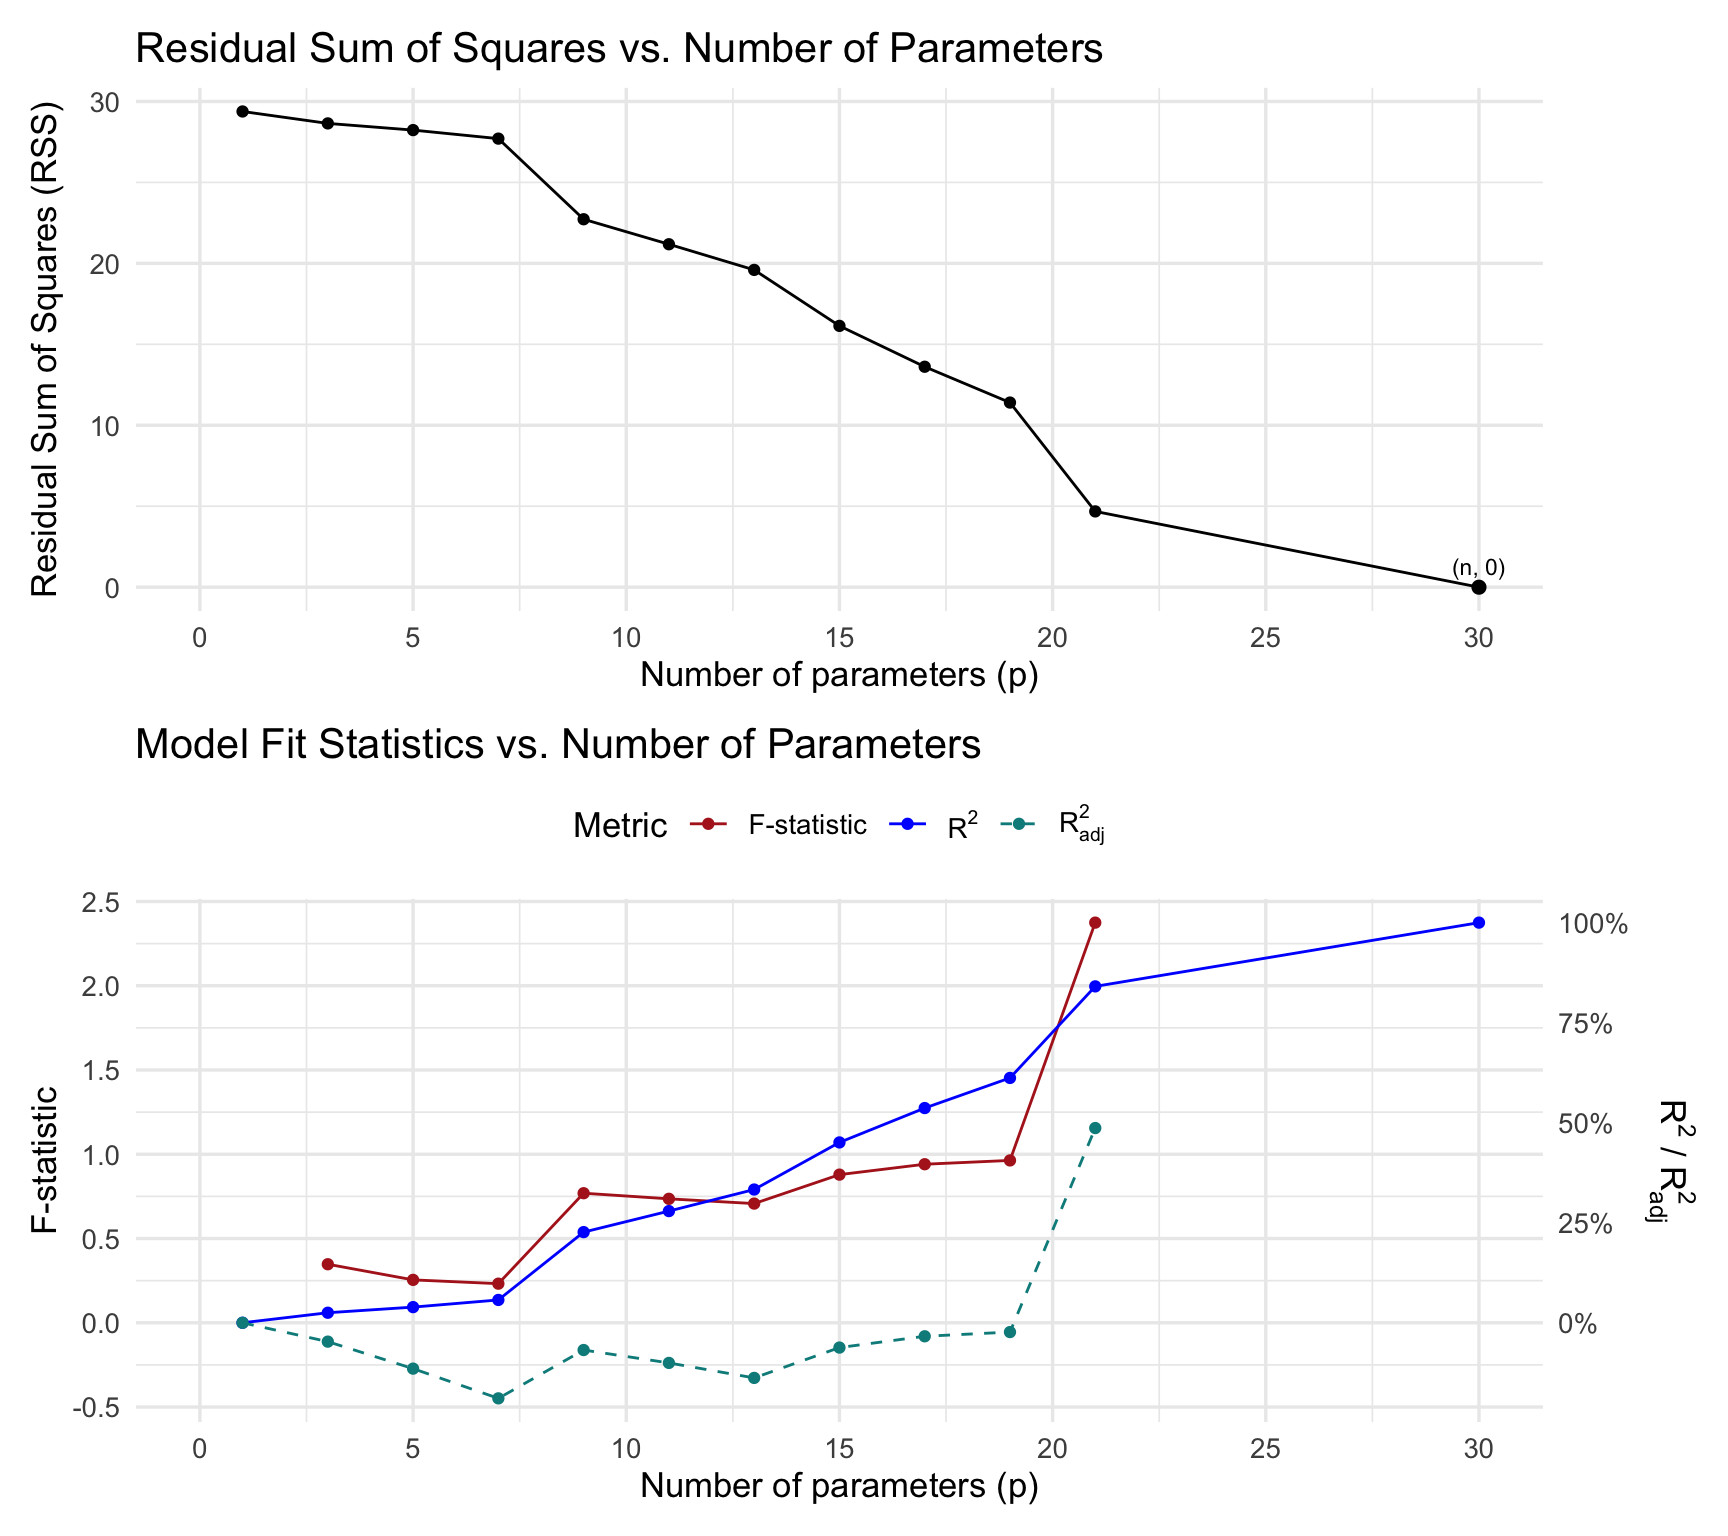 Residual Sum of Squares vs. Number of Parameters
Residual Sum of Squares (RSS)
30
20
10
0
(n, 0)
0 5 10 15 20 25 30
Number of parameters (p)
Model Fit Statistics vs. Number of Parameters
Metric F-statistic R² R²adj
F-statistic
2.5
2.0
1.5
1.0
0.5
0.0
-0.5
100%
75%
50%
25%
0%
R² / R²adj
0 5 10 15 20 25 30
Number of parameters (p)